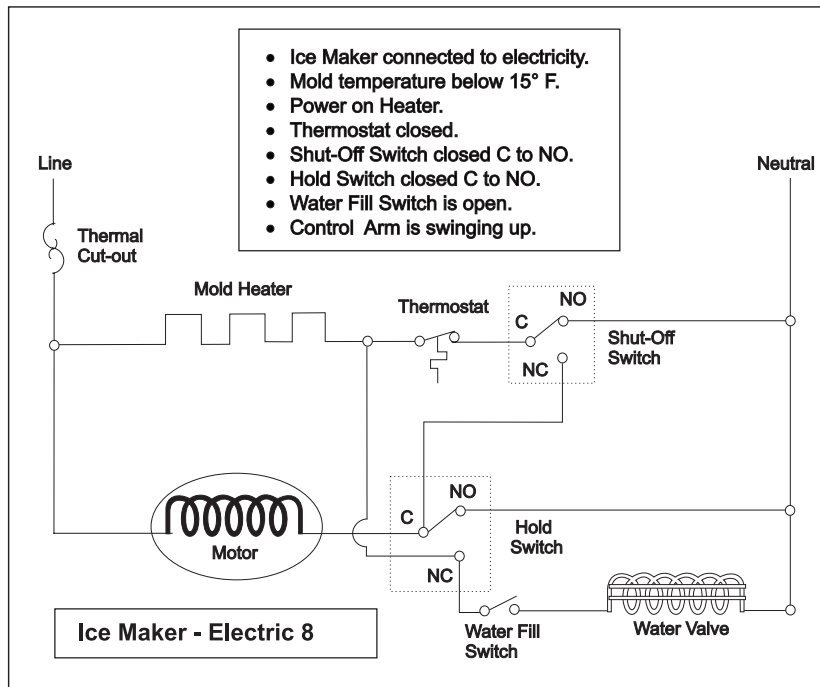 • Ice Maker connected to electricity.
• Mold temperature below 15° F.
• Power on Heater.
• Thermostat closed.
• Shut-Off Switch closed C to NO.
• Hold Switch closed C to NO.
• Water Fill Switch is open.
• Control Arm is swinging up.
Line
Neutral
Thermal
Cut-out
Mold Heater
Thermostat
C
NO
NC
Shut-Off
Switch
Motor
C
NO
NC
Hold
Switch
Water Fill
Switch
Water Valve
Ice Maker - Electric 8